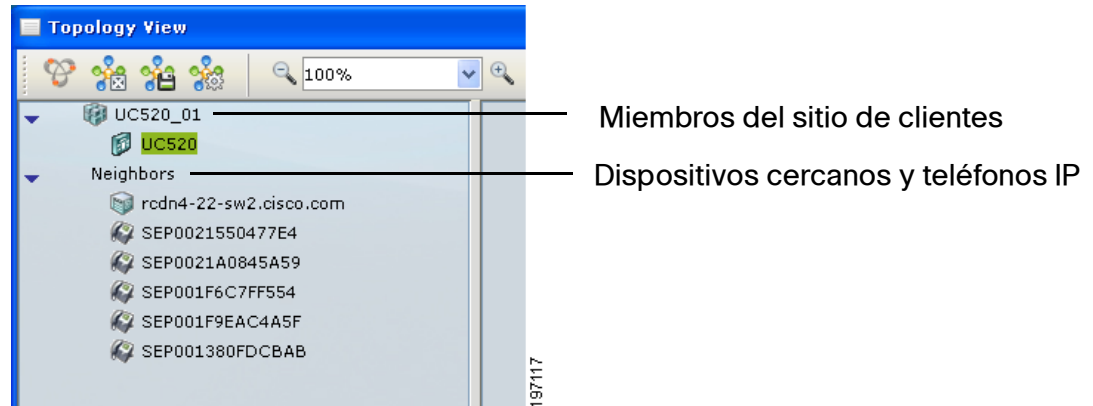 Topology View
100%
UC520_01
Miembros del sitio de clientes
UC520
Neighbors
Dispositivos cercanos y teléfonos IP
rcdn4-22-sw2.cisco.com
SEP0021550477E4
SEP0021A0845A59
SEP001F6C7FF554
SEP001F9EAC4A5F
SEP001380FDCBAB
197117